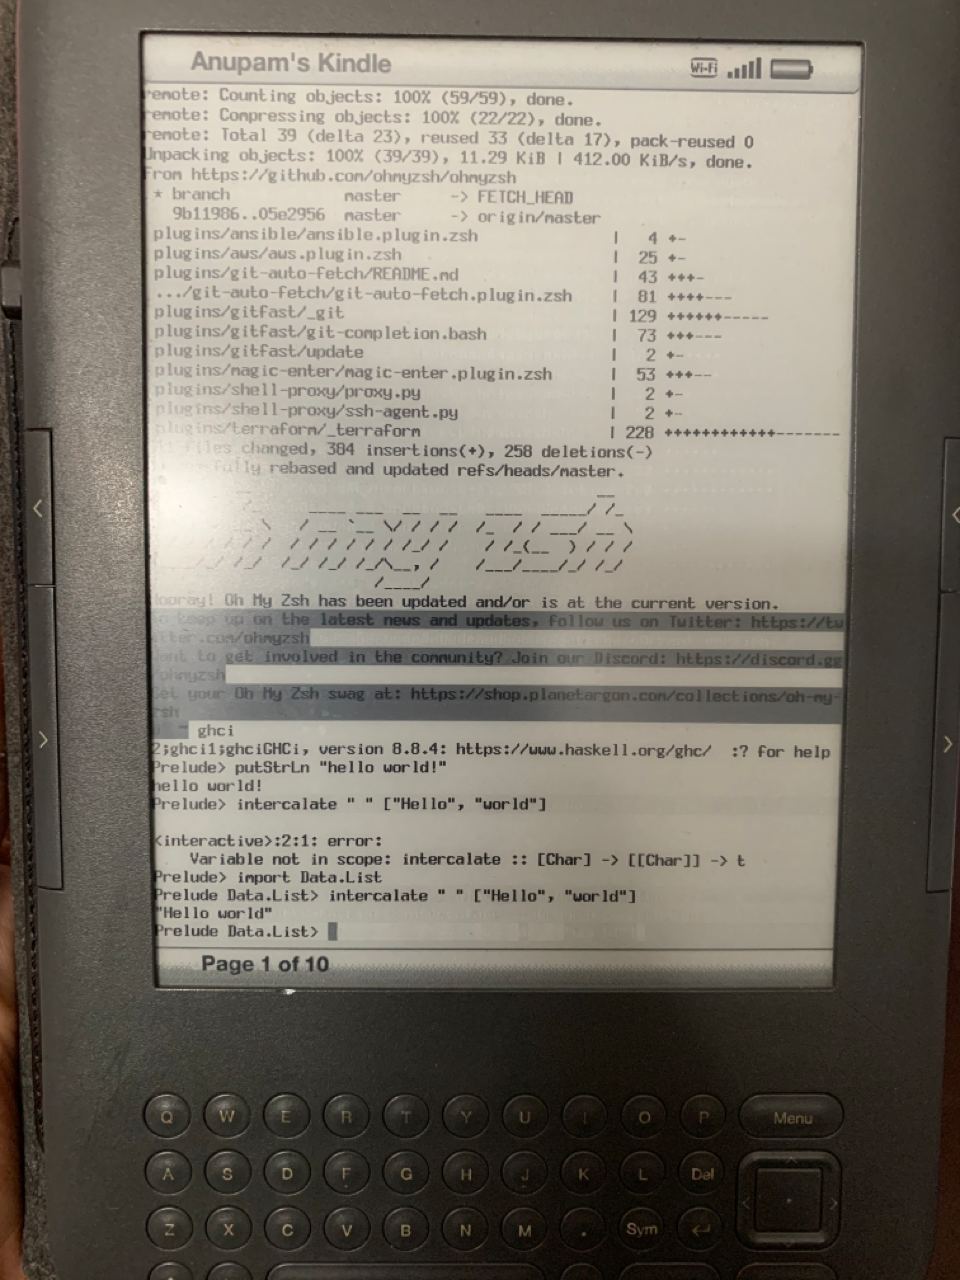 Anupam's Kindle
Wi-Fi
remote: Counting objects: 100% (59/59), done.
remote: Compressing objects: 100% (22/22), done.
remote: Total 39 (delta 23), reused 33 (delta 17), pack-reused 0
Unpacking objects: 100% (39/39), 11.29 KiB | 412.00 KiB/s, done.
From https://github.com/ohmyzsh/ohmyzsh
* branch master -> FETCH_HEAD
9b11986..05e2956 master -> origin/master
plugins/ansible/ansible.plugin.zsh | 4 +-
plugins/aws/aws.plugin.zsh | 25 +-
plugins/git-auto-fetch/README.md | 43 +++-
.../git-auto-fetch/git-auto-fetch.plugin.zsh | 81 ++++---
plugins/gitfast/_git | 129 ++++++-----
plugins/gitfast/git-completion.bash | 73 +++--
plugins/gitfast/update | 2 +-
plugins/magic-enter/magic-enter.plugin.zsh | 53 +++--
plugins/shell-proxy/proxy.py | 2 +-
plugins/shell-proxy/ssh-agent.py | 2 +-
plugins/terraform/_terraform | 228 ++++++++++++-------
files changed, 384 insertions(+), 258 deletions(-)
rebased and updated refs/heads/master.
Hooray! Oh My Zsh has been updated and/or is at the current version.
To keep up on the latest news and updates, follow us on Twitter: https://tw
itter.com/ohmyzsh
Want to get involved in the community? Join our Discord: https://discord.gg
/ohmyzsh
Get your Oh My Zsh swag at: https://shop.planetargon.com/collections/oh-my-
zsh
ghci
2;ghci1;ghciGHCi, version 8.8.4: https://www.haskell.org/ghc/ :? for help
Prelude> putStrLn "hello world!"
hello world!
Prelude> intercalate " " ["Hello", "world"]
<interactive>:2:1: error:
Variable not in scope: intercalate :: [Char] -> [[Char]] -> t
Prelude> import Data.List
Prelude Data.List> intercalate " " ["Hello", "world"]
"Hello world"
Prelude Data.List>
Page 1 of 10
Q W E R T Y U I O P Menu
A S D F G H J K L Del
Z X C V B N M . Sym